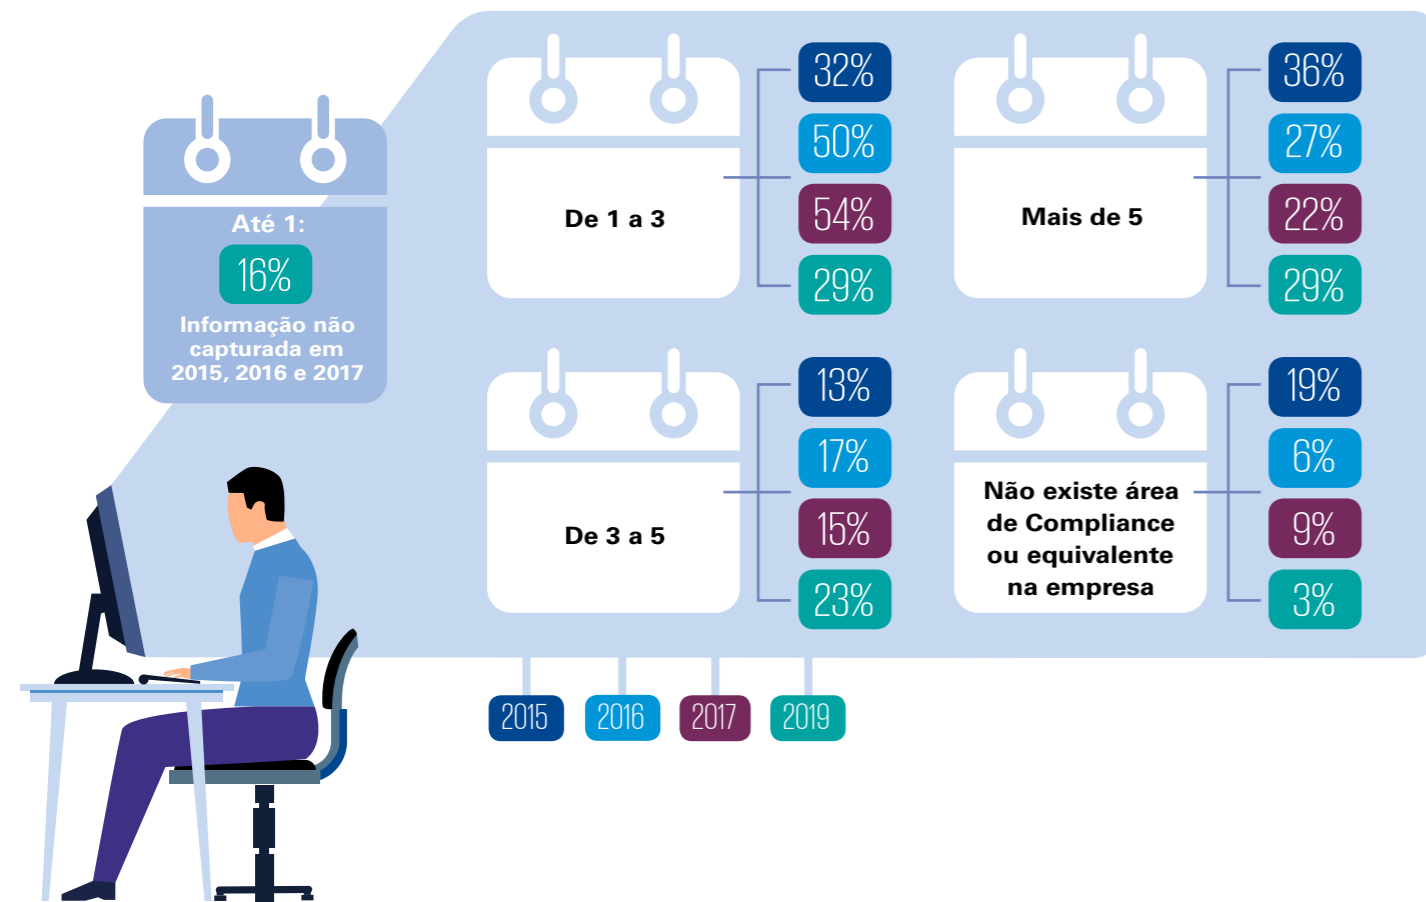 Até 1:
16%
Informação não
capturada em
2015, 2016 e 2017
De 1 a 3
32%
50%
54%
29%
Mais de 5
36%
27%
22%
29%
De 3 a 5
13%
17%
15%
23%
Não existe área
de Compliance
ou equivalente
na empresa
19%
6%
9%
3%
2015
2016
2017
2019